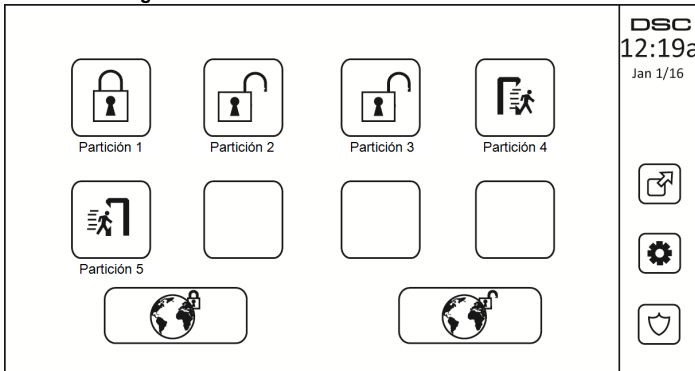 DSC
12:19a
Jan 1/16
Partición 1
Partición 2
Partición 3
Partición 4
Partición 5